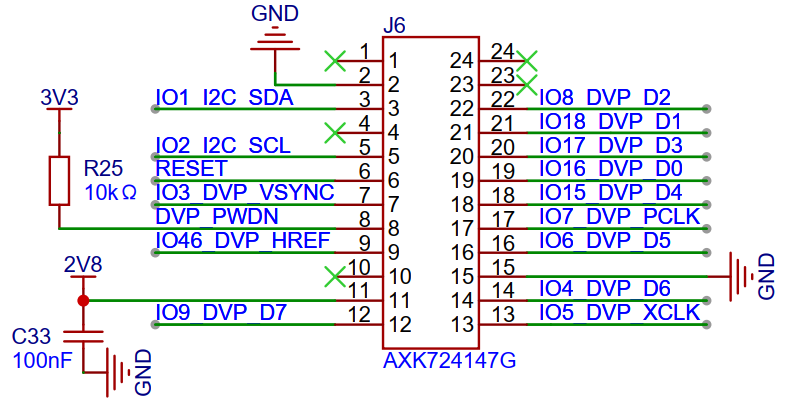 GND
J6
1 1 24 24
2 2 23 23
IO1_I2C_SDA 3 3 22 22 IO8_DVP_D2
3V3 4 4 21 21 IO18_DVP_D1
IO2_I2C_SCL 5 5 20 20 IO17_DVP_D3
R25 RESET 6 6 19 19 IO16_DVP_D0
10kΩ IO3_DVP_VSYNC 7 7 18 18 IO15_DVP_D4
DVP_PWDN 8 8 17 17 IO7_DVP_PCLK
IO46_DVP_HREF 9 9 16 16 IO6_DVP_D5
2V8 10 10 15 15 GND
11 11 14 14 IO4_DVP_D6
IO9_DVP_D7 12 12 13 13 IO5_DVP_XCLK
C33
100nF GND AXK724147G